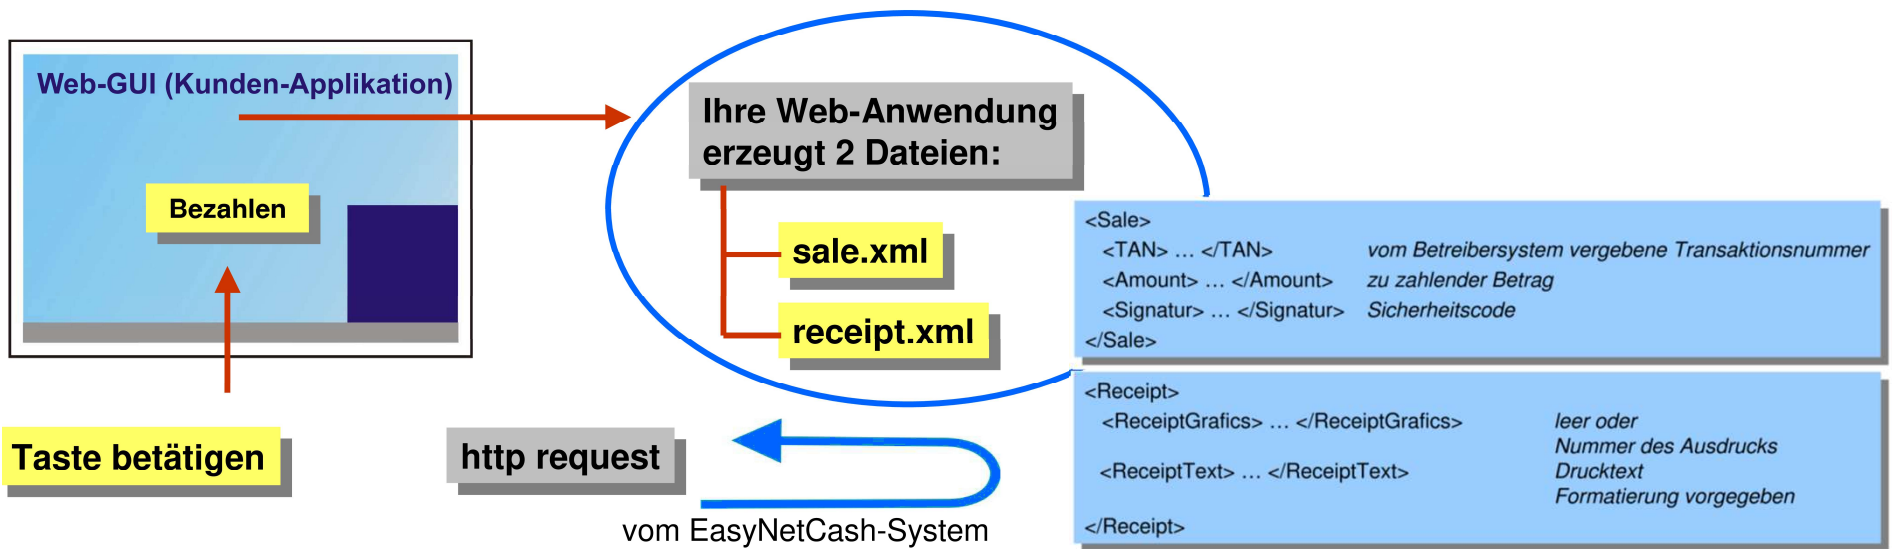 Web-GUI (Kunden-Applikation)
Bezahlen
Taste betätigen
Ihre Web-Anwendung
erzeugt 2 Dateien:
sale.xml
receipt.xml
http request
vom EasyNetCash-System
<Sale>
<TAN> ... </TAN> vom Betreibersystem vergebene Transaktionsnummer
<Amount> ... </Amount> zu zahlender Betrag
<Signatur> ... </Signatur> Sicherheitscode
</Sale>
<Receipt>
<ReceiptGrafics> ... </ReceiptGrafics> leer oder
Nummer des Ausdrucks
<ReceiptText> ... </ReceiptText> Drucktext
Formatierung vorgegeben
</Receipt>